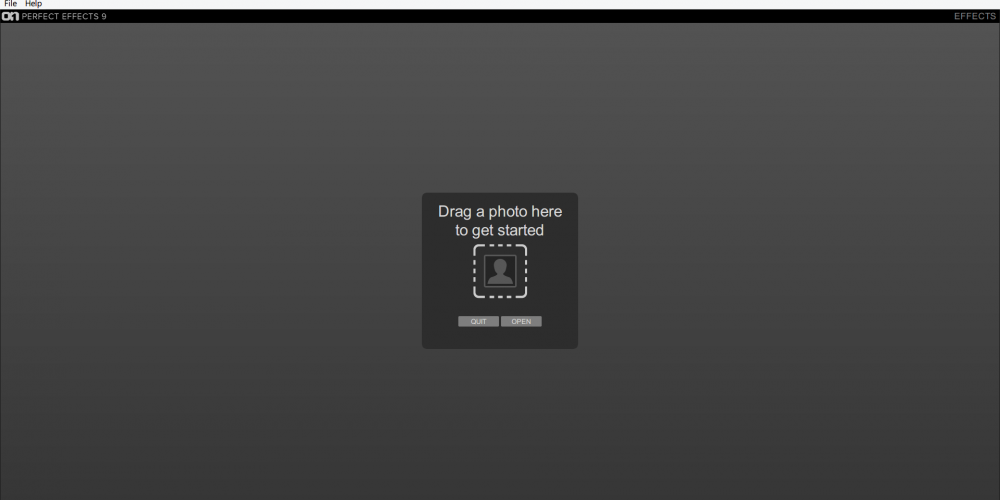 File Help
on PERFECT EFFECTS 9 EFFECTS
Drag a photo here
to get started
QUIT OPEN